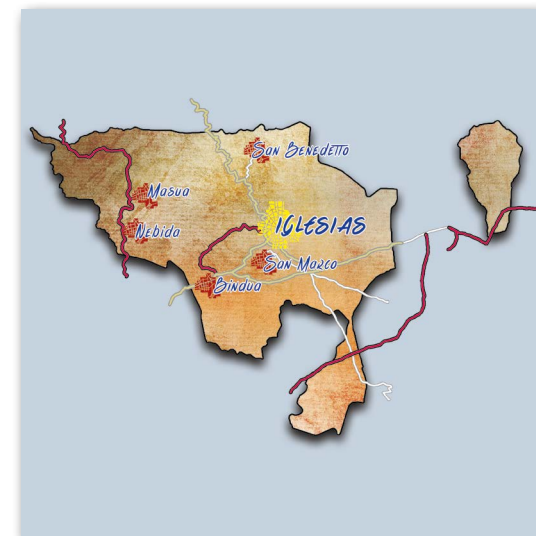 San Benedetto
Masua
Nebida
IGLESIAS
San Marco
Bindua